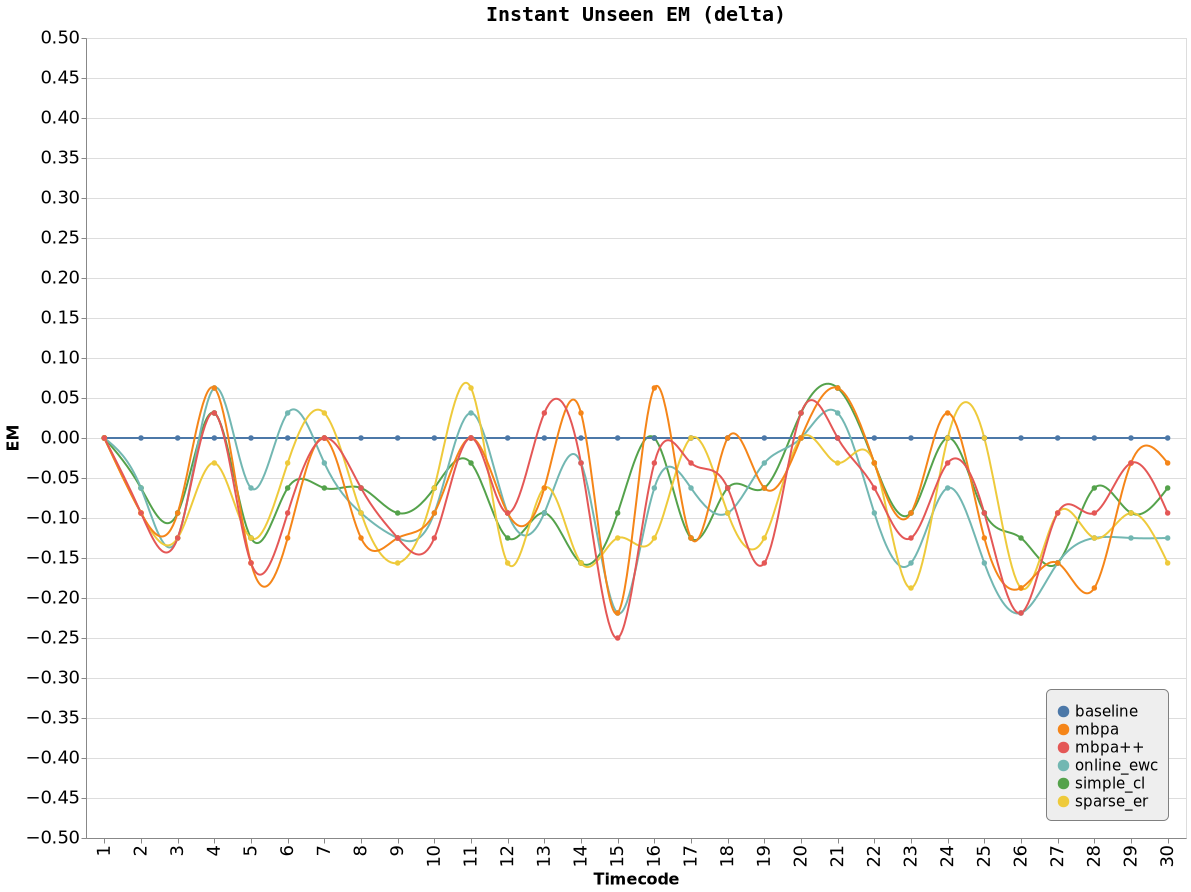 Instant Unseen EM (delta)
0.50
0.45
0.40
0.35
0.30
0.25
0.20
0.15
0.10
0.05
0.00
−0.05
−0.10
−0.15
−0.20
−0.25
−0.30
−0.35
−0.40
−0.45
−0.50
EM
baseline
mbpa
mbpa++
online_ewc
simple_cl
sparse_er
1 2 3 4 5 6 7 8 9 10 11 12 13 14 15 16 17 18 19 20 21 22 23 24 25 26 27 28 29 30
Timecode